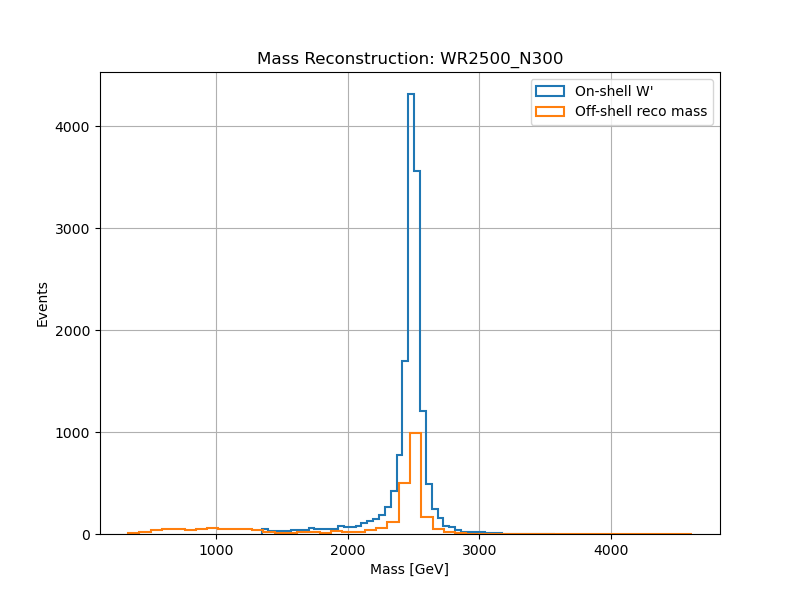 Mass Reconstruction: WR2500_N300
On-shell W'
Off-shell reco mass
4000
3000
2000
1000
0
Events
1000 2000 3000 4000
Mass [GeV]